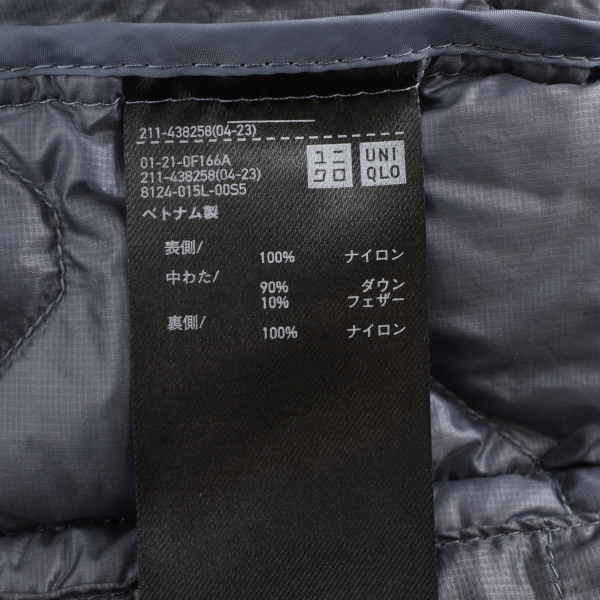 211-438258(04-23)
01-21-0F166A
211-438258(04-23)
8124-015L-00S5
ユニ
クロ
UNI
QLO
ベトナム製
表側/
100% ナイロン
中わた/
90% ダウン
10% フェザー
裏側/
100% ナイロン